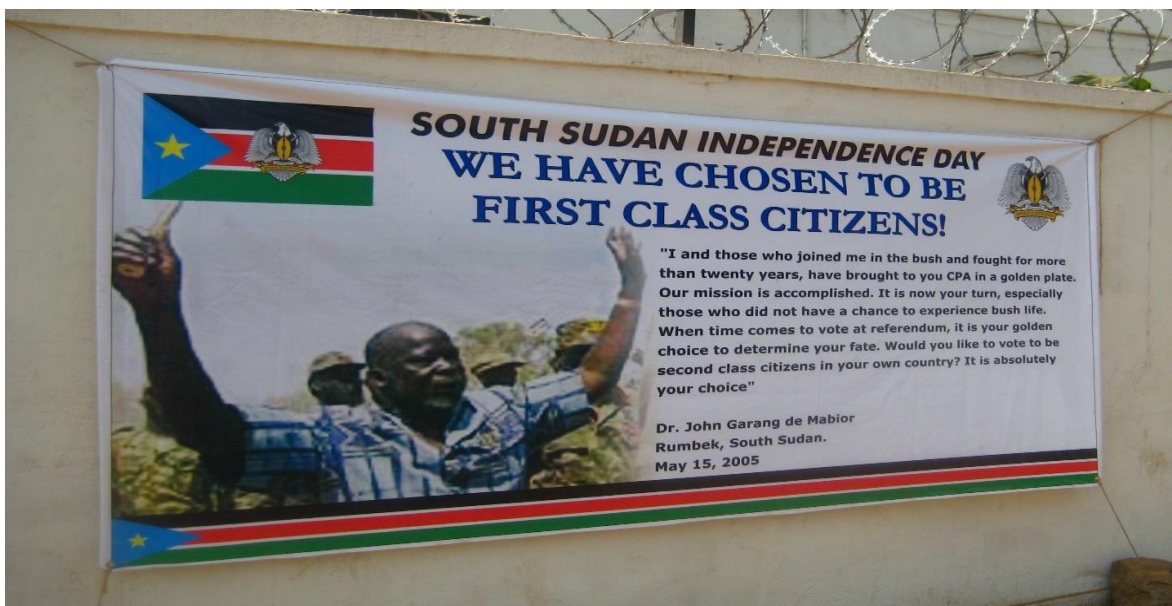 SOUTH SUDAN INDEPENDENCE DAY
WE HAVE CHOSEN TO BE
FIRST CLASS CITIZENS!
"I and those who joined me in the bush and fought for more
than twenty years, have brought to you CPA in a golden plate.
Our mission is accomplished. It is now your turn, especially
those who did not have a chance to experience bush life.
When time comes to vote at referendum, it is your golden
choice to determine your fate. Would you like to vote to be
second class citizens in your own country? It is absolutely
your choice"
Dr. John Garang de Mabior
Rumbek, South Sudan.
May 15, 2005